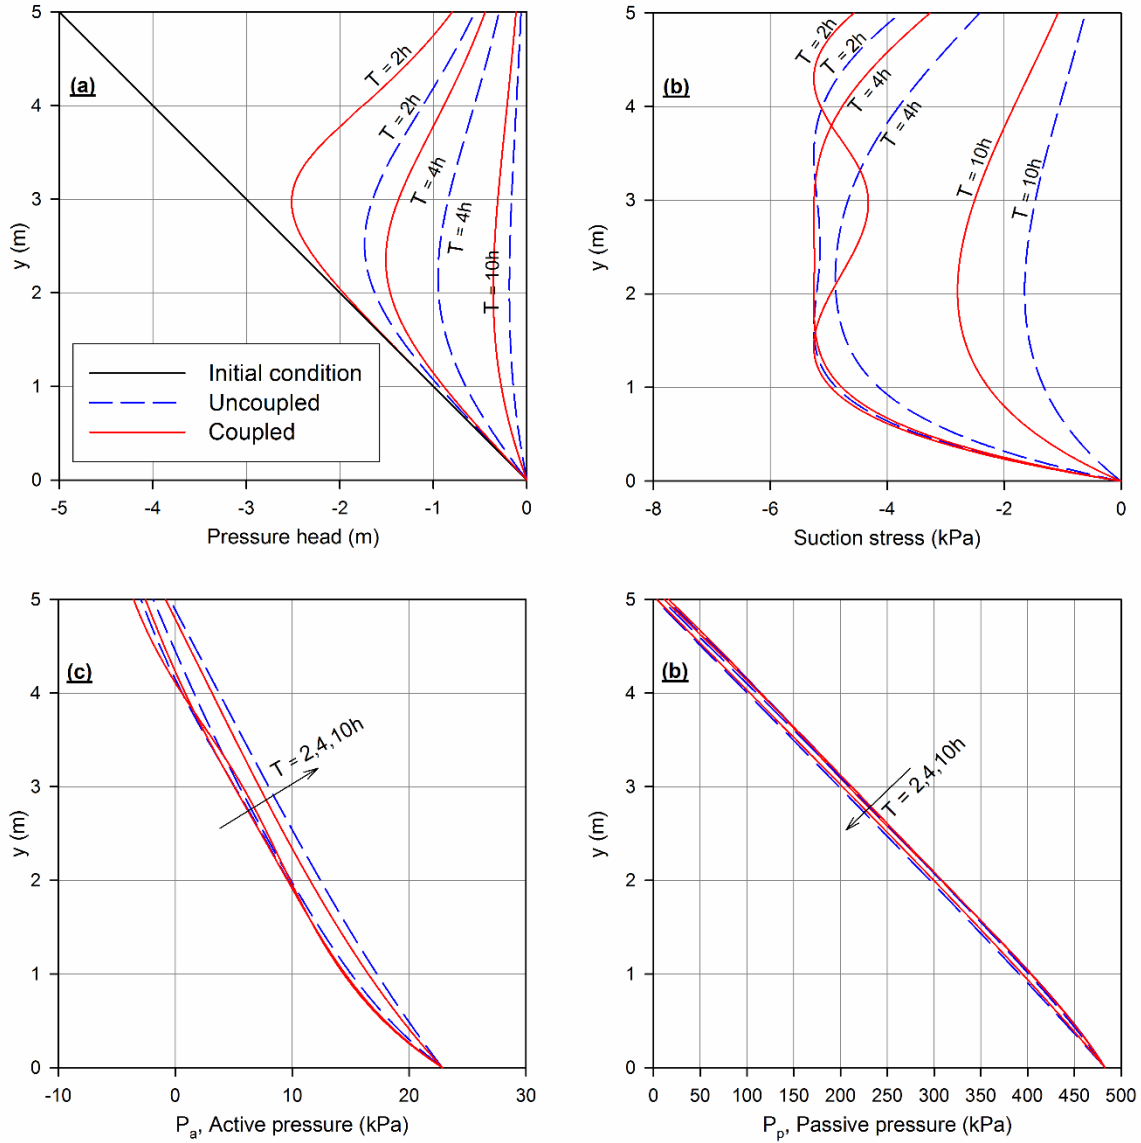 5
4
3
2
1
0
y (m)
(a)
T = 2h
T = 2h
T = 4h
T = 4h
T = 10h
Initial condition
Uncoupled
Coupled
-5 -4 -3 -2 -1 0
Pressure head (m)
5
4
3
2
1
0
y (m)
(b)
T = 2h
T = 2h
T = 4h
T = 4h
T = 10h
T = 10h
-8 -6 -4 -2 0
Suction stress (kPa)
5
4
3
2
1
0
y (m)
(c)
T = 2,4,10h
-10 0 10 20 30
Pa, Active pressure (kPa)
5
4
3
2
1
0
y (m)
(b)
T = 2,4,10h
0 50 100 150 200 250 300 350 400 450 500
Pp, Passive pressure (kPa)